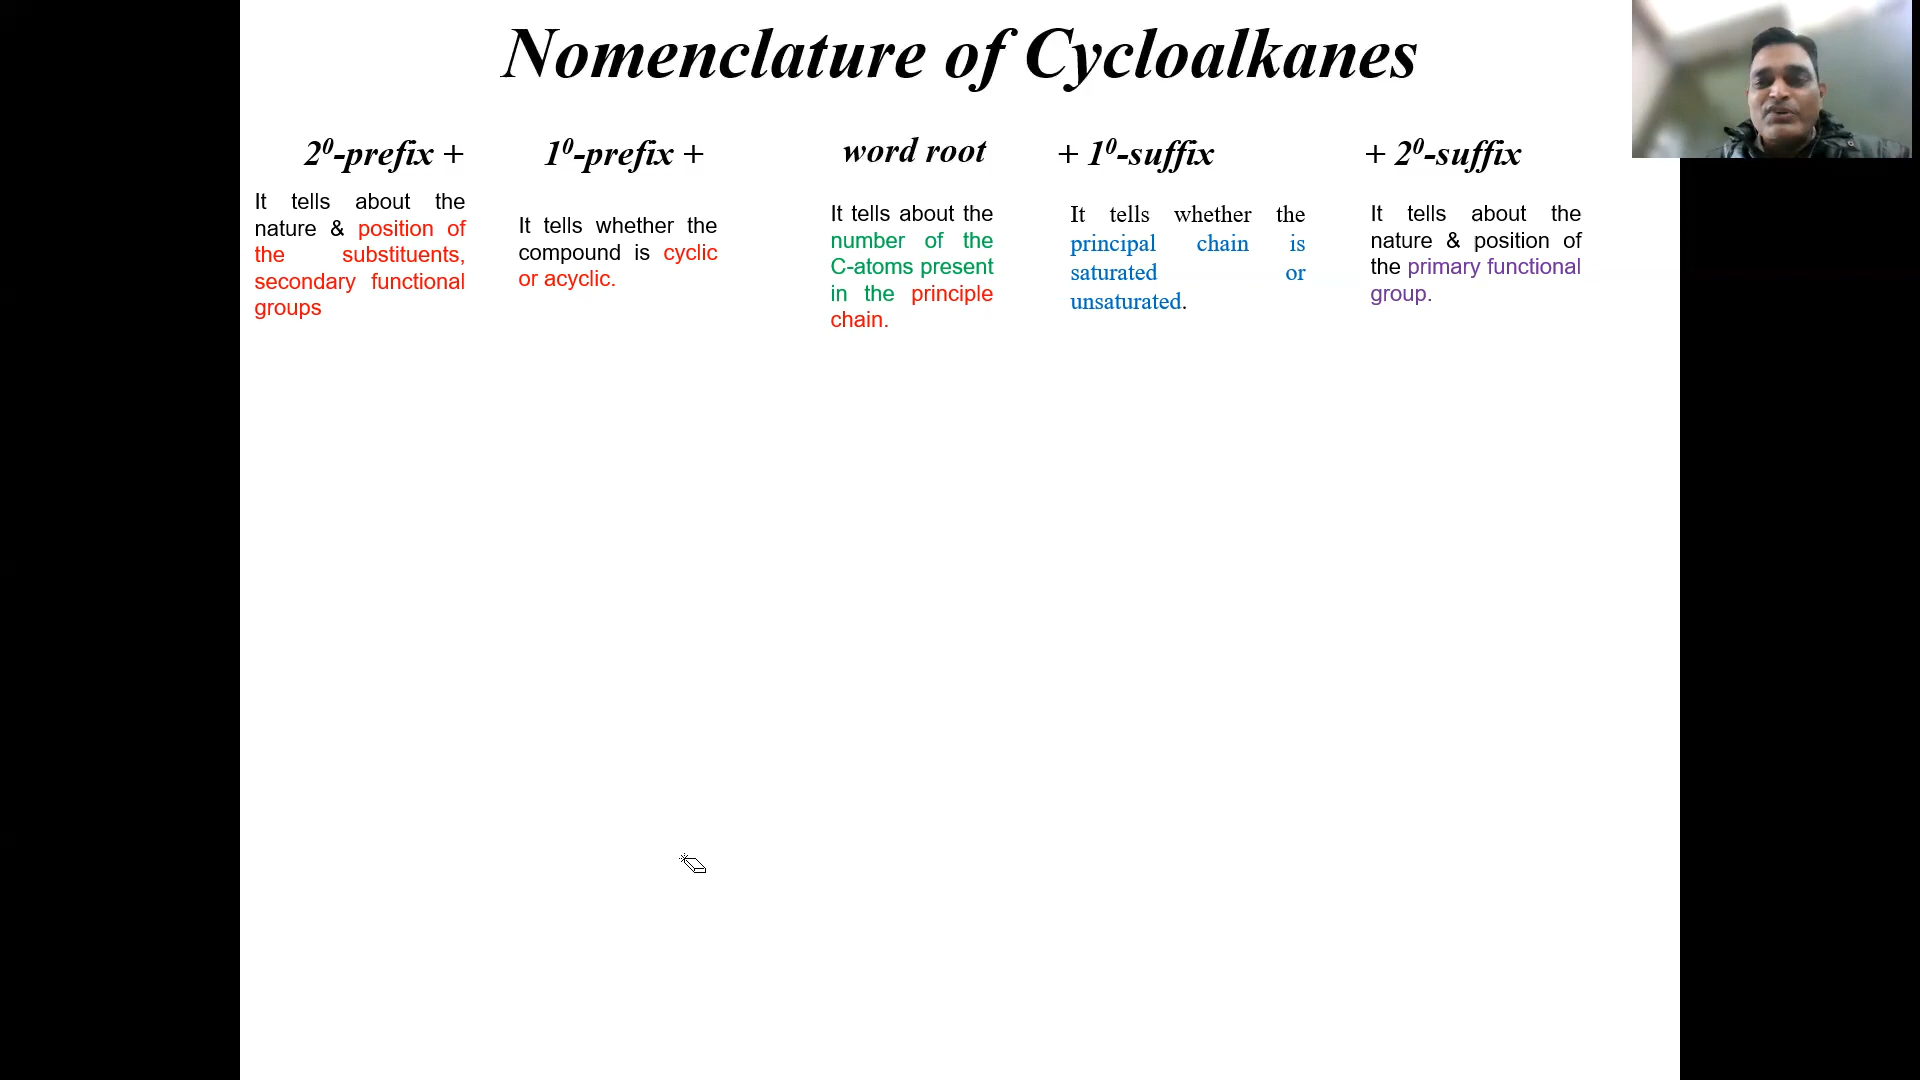 Nomenclature of Cycloalkanes
2⁰-prefix +
1⁰-prefix +
word root
+ 1⁰-suffix
+ 2⁰-suffix
It tells about the
nature & position of
the substituents,
secondary functional
groups
It tells whether the
compound is cyclic
or acyclic.
It tells about the
number of the
C-atoms present
in the principle
chain.
It tells whether the
principal chain is
saturated or
unsaturated.
It tells about the
nature & position of
the primary functional
group.